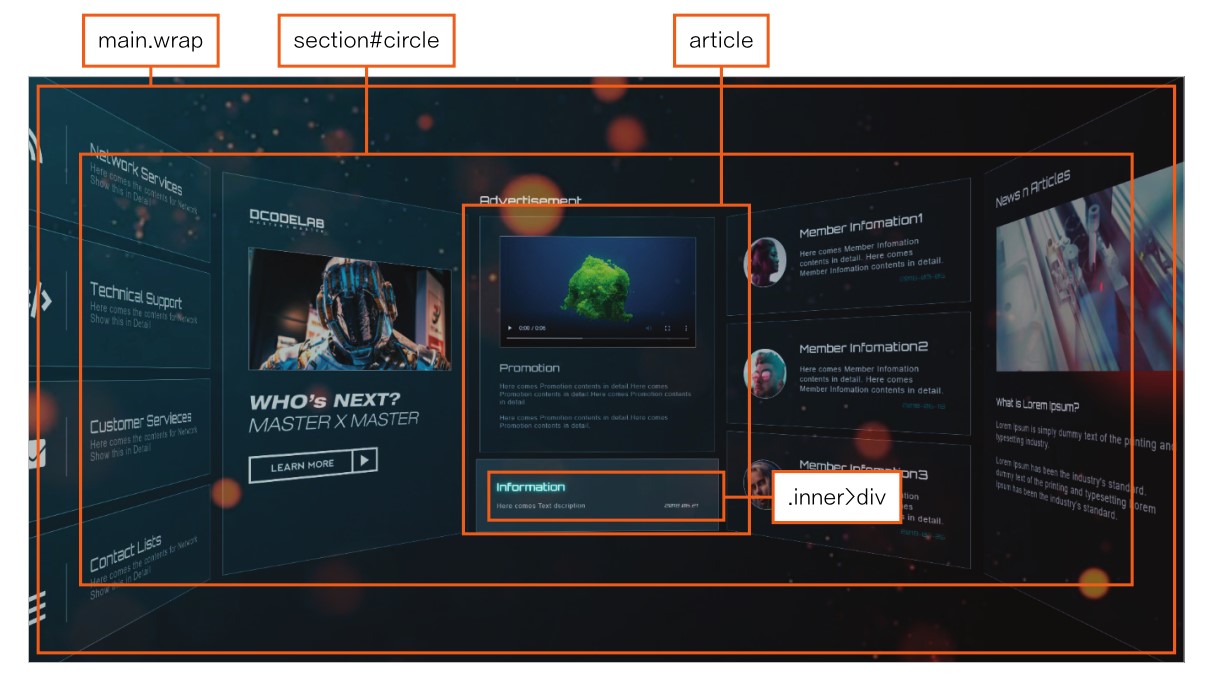 main.wrap
section#circle
article
Network Services
Here comes the contents for Network
Show this in Detail
Technical Support
Here comes the contents for Network
Show this in Detail
Customer Servieces
Here comes the contents for Network
Show this in Detail
Contact Lists
Here comes the contents for Network
Show this in Detail
DCODELAB
WHO's NEXT?
MASTER X MASTER
LEARN MORE
Advertisement
0:00 / 0:06
Promotion
Here comes Promotion contents in detail Here comes
Promotion contents in detail Here comes Promotion contents
in detail.
Here comes Promotion contents in detail Here comes
Promotion contents in detail.
Information
Here comes Text dscription
.inner>div
Member Infomation1
Here comes Member Infomation
contents in detail. Here comes
Member Infomation contents in detail.
Member Infomation2
Here comes Member Infomation
contents in detail. Here comes
Member Infomation contents in detail.
Member Infomation3
in detail.
News n Articles
What is Lorem Ipsum?
Lorem Ipsum is simply dummy text of the printing and
typesetting industry.
Lorem Ipsum has been the industry's standard
dummy text of the printing and typesetting Lorem
Ipsum has been the industry's standard.